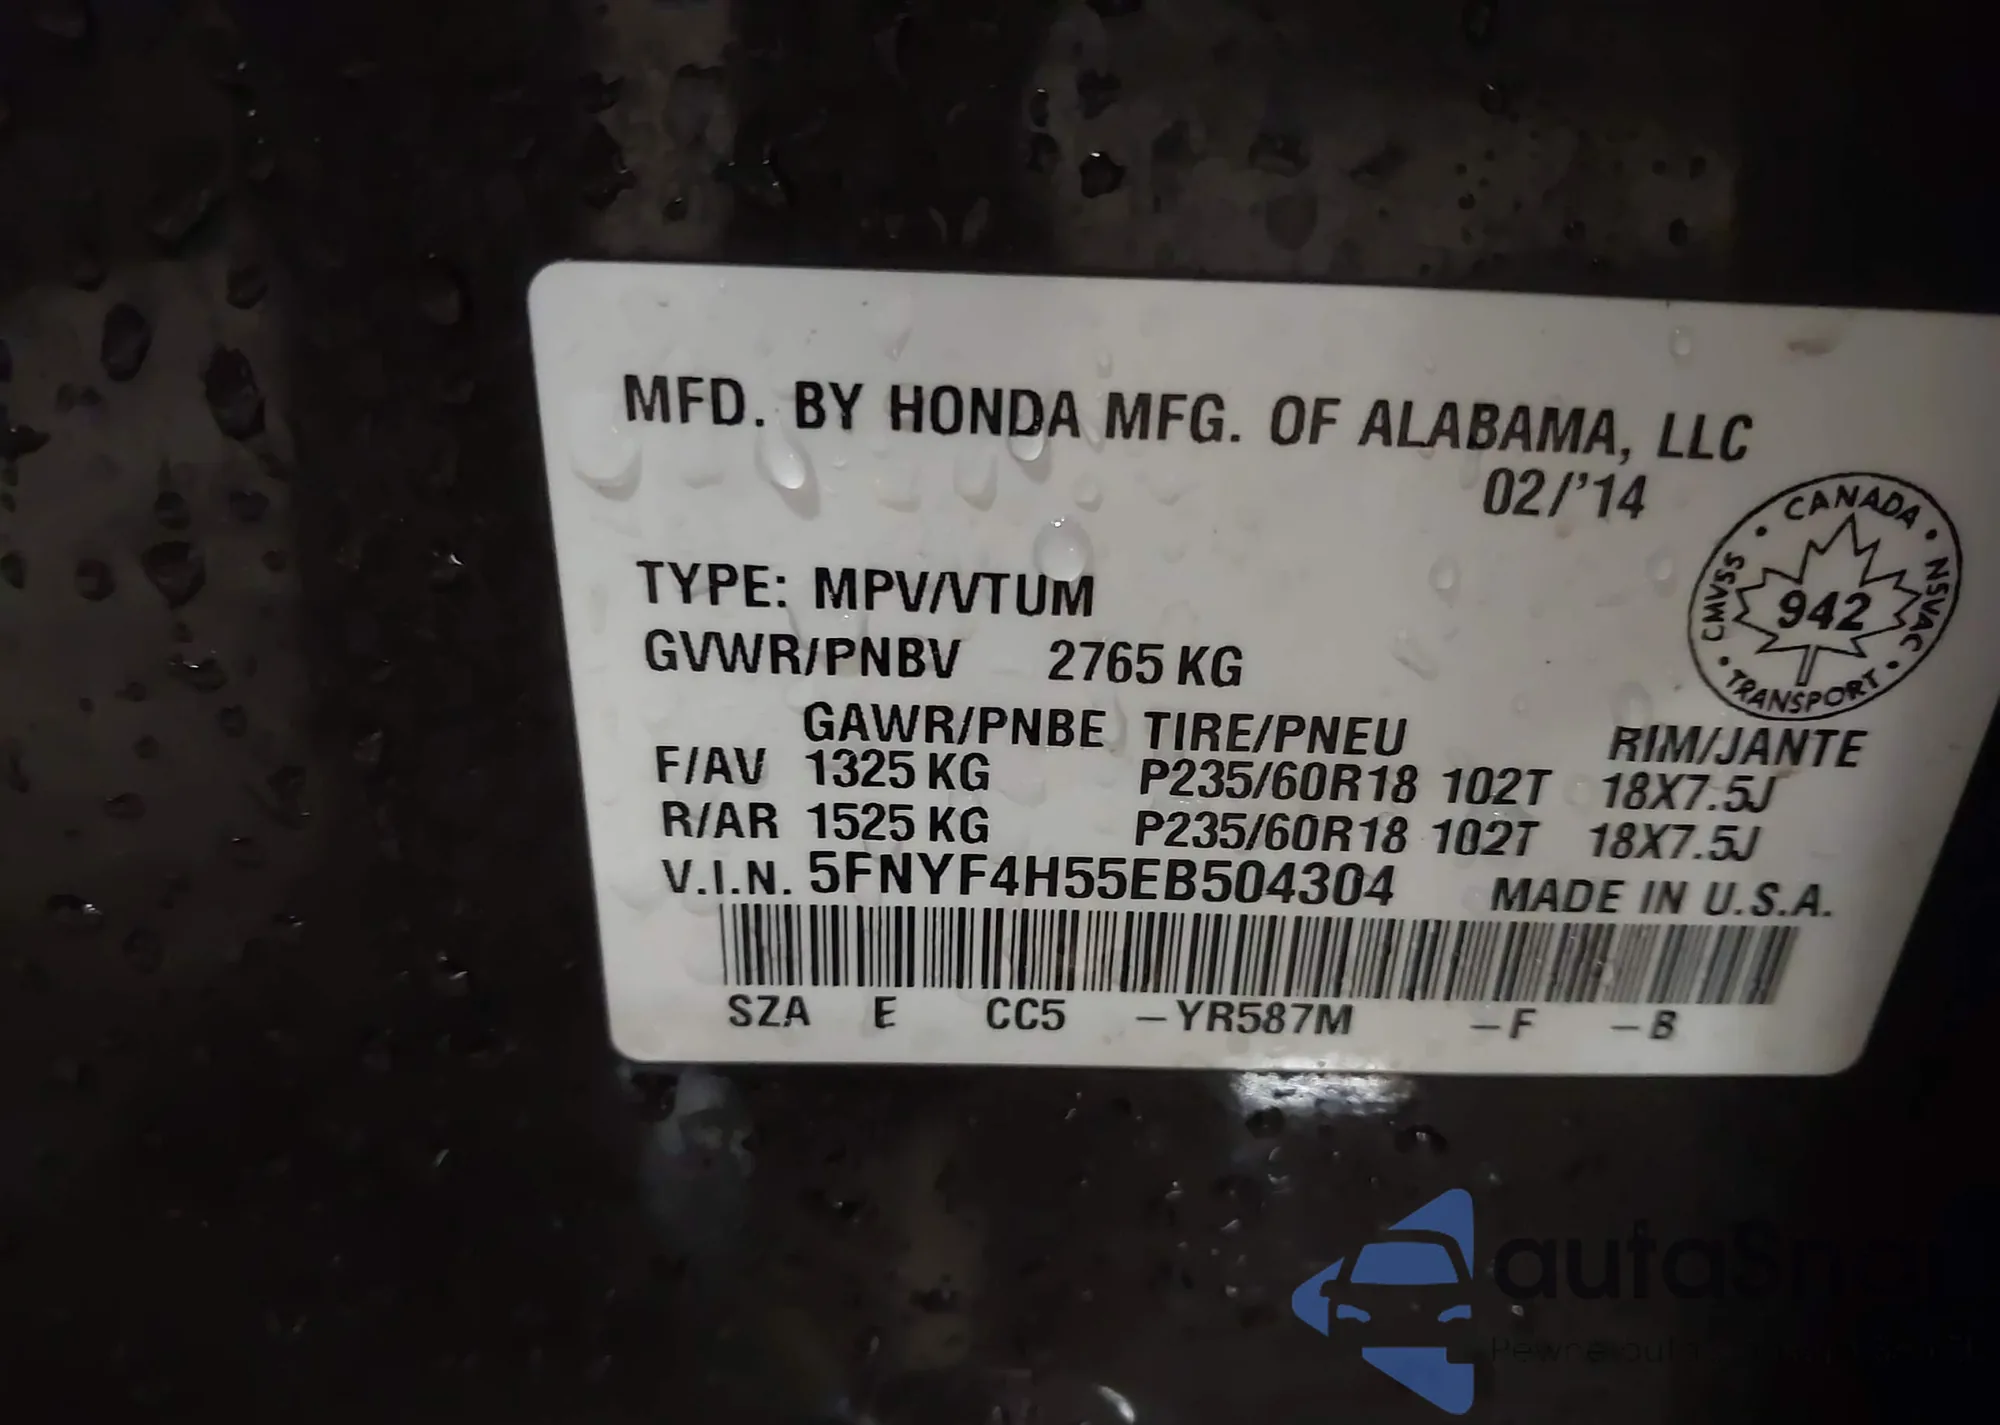 MFD. BY HONDA MFG. OF ALABAMA, LLC
02/'14
CANADA · NSVAC · TRANSPORT · CMVSS ·
942
TYPE: MPV/VTUM
GVWR/PNBV 2765 KG
GAWR/PNBE TIRE/PNEU RIM/JANTE
F/AV 1325 KG P235/60R18 102T 18X7.5J
R/AR 1525 KG P235/60R18 102T 18X7.5J
V.I.N. 5FNYF4H55EB504304 MADE IN U.S.A.
SZA E CC5 –YR587M –F –B